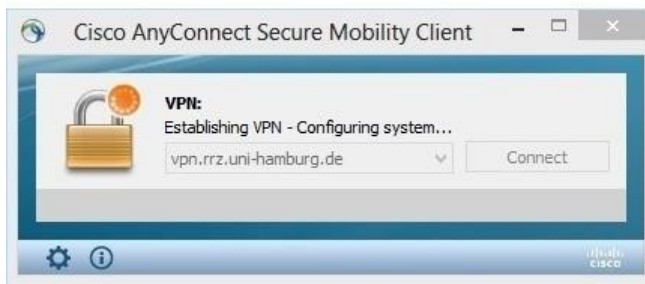 Cisco AnyConnect Secure Mobility Client
VPN:
Establishing VPN - Configuring system...
vpn.rrz.uni-hamburg.de
Connect
CISCO